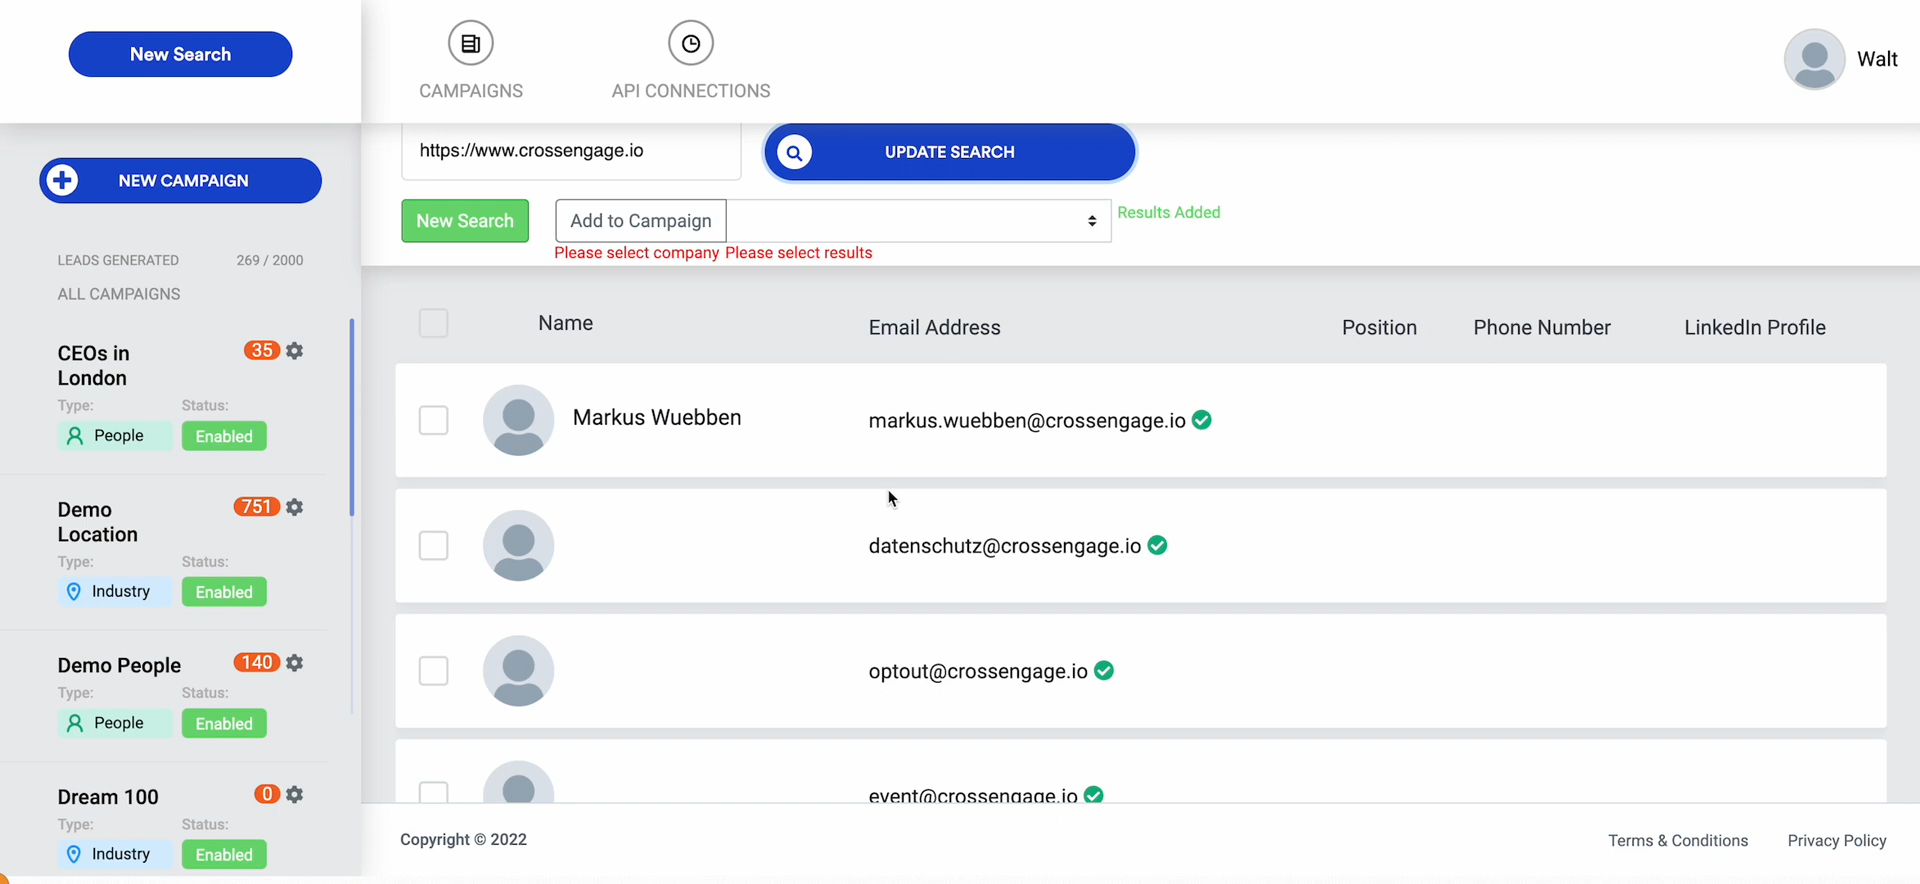 New Search
CAMPAIGNS
API CONNECTIONS
Walt
https://www.crossengage.io
UPDATE SEARCH
NEW CAMPAIGN
New Search
Add to Campaign
Results Added
Please select company Please select results
LEADS GENERATED 269 / 2000
ALL CAMPAIGNS
Name
Email Address
Position
Phone Number
LinkedIn Profile
CEOs in London
35
Type:
Status:
People
Enabled
Demo Location
751
Type:
Status:
Industry
Enabled
Demo People
140
Type:
Status:
People
Enabled
Dream 100
0
Type:
Status:
Industry
Enabled
Markus Wuebben
markus.wuebben@crossengage.io
datenschutz@crossengage.io
optout@crossengage.io
event@crossengage.io
Copyright © 2022
Terms & Conditions
Privacy Policy